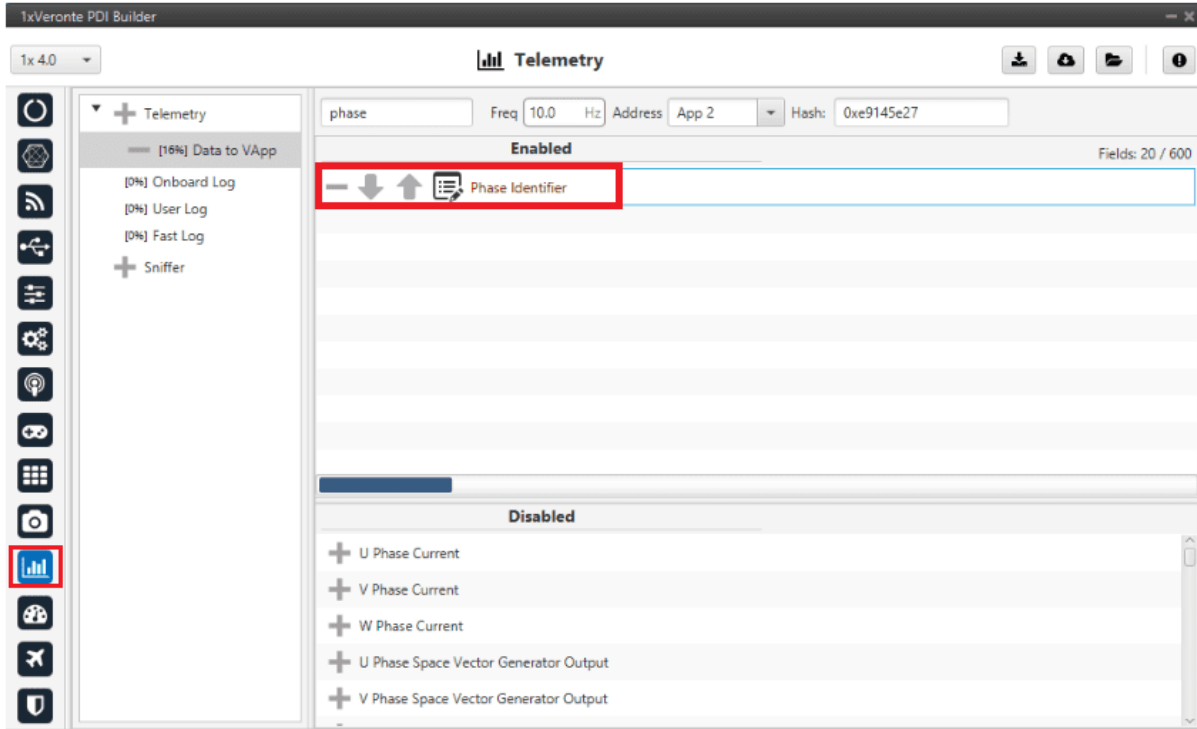 1xVeronte PDI Builder
1x 4.0
Telemetry
Telemetry
[16%] Data to VApp
[0%] Onboard Log
[0%] User Log
[0%] Fast Log
Sniffer
phase Freq 10.0 Hz Address App 2 Hash: 0xe9145e27
Enabled
Fields: 20 / 600
Phase Identifier
Disabled
U Phase Current
V Phase Current
W Phase Current
U Phase Space Vector Generator Output
V Phase Space Vector Generator Output